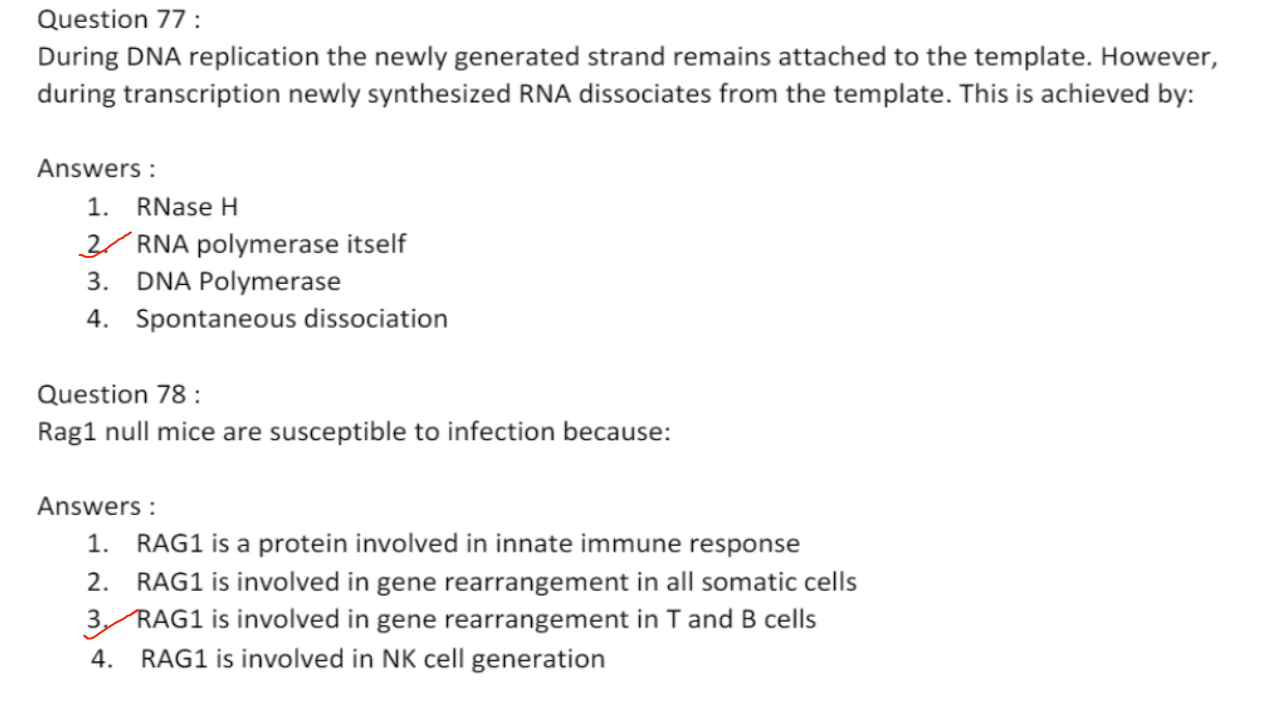 Question 77 :
During DNA replication the newly generated strand remains attached to the template. However,
during transcription newly synthesized RNA dissociates from the template. This is achieved by:
Answers :
1. RNase H
2. RNA polymerase itself
3. DNA Polymerase
4. Spontaneous dissociation
Question 78 :
Rag1 null mice are susceptible to infection because:
Answers :
1. RAG1 is a protein involved in innate immune response
2. RAG1 is involved in gene rearrangement in all somatic cells
3. RAG1 is involved in gene rearrangement in T and B cells
4. RAG1 is involved in NK cell generation